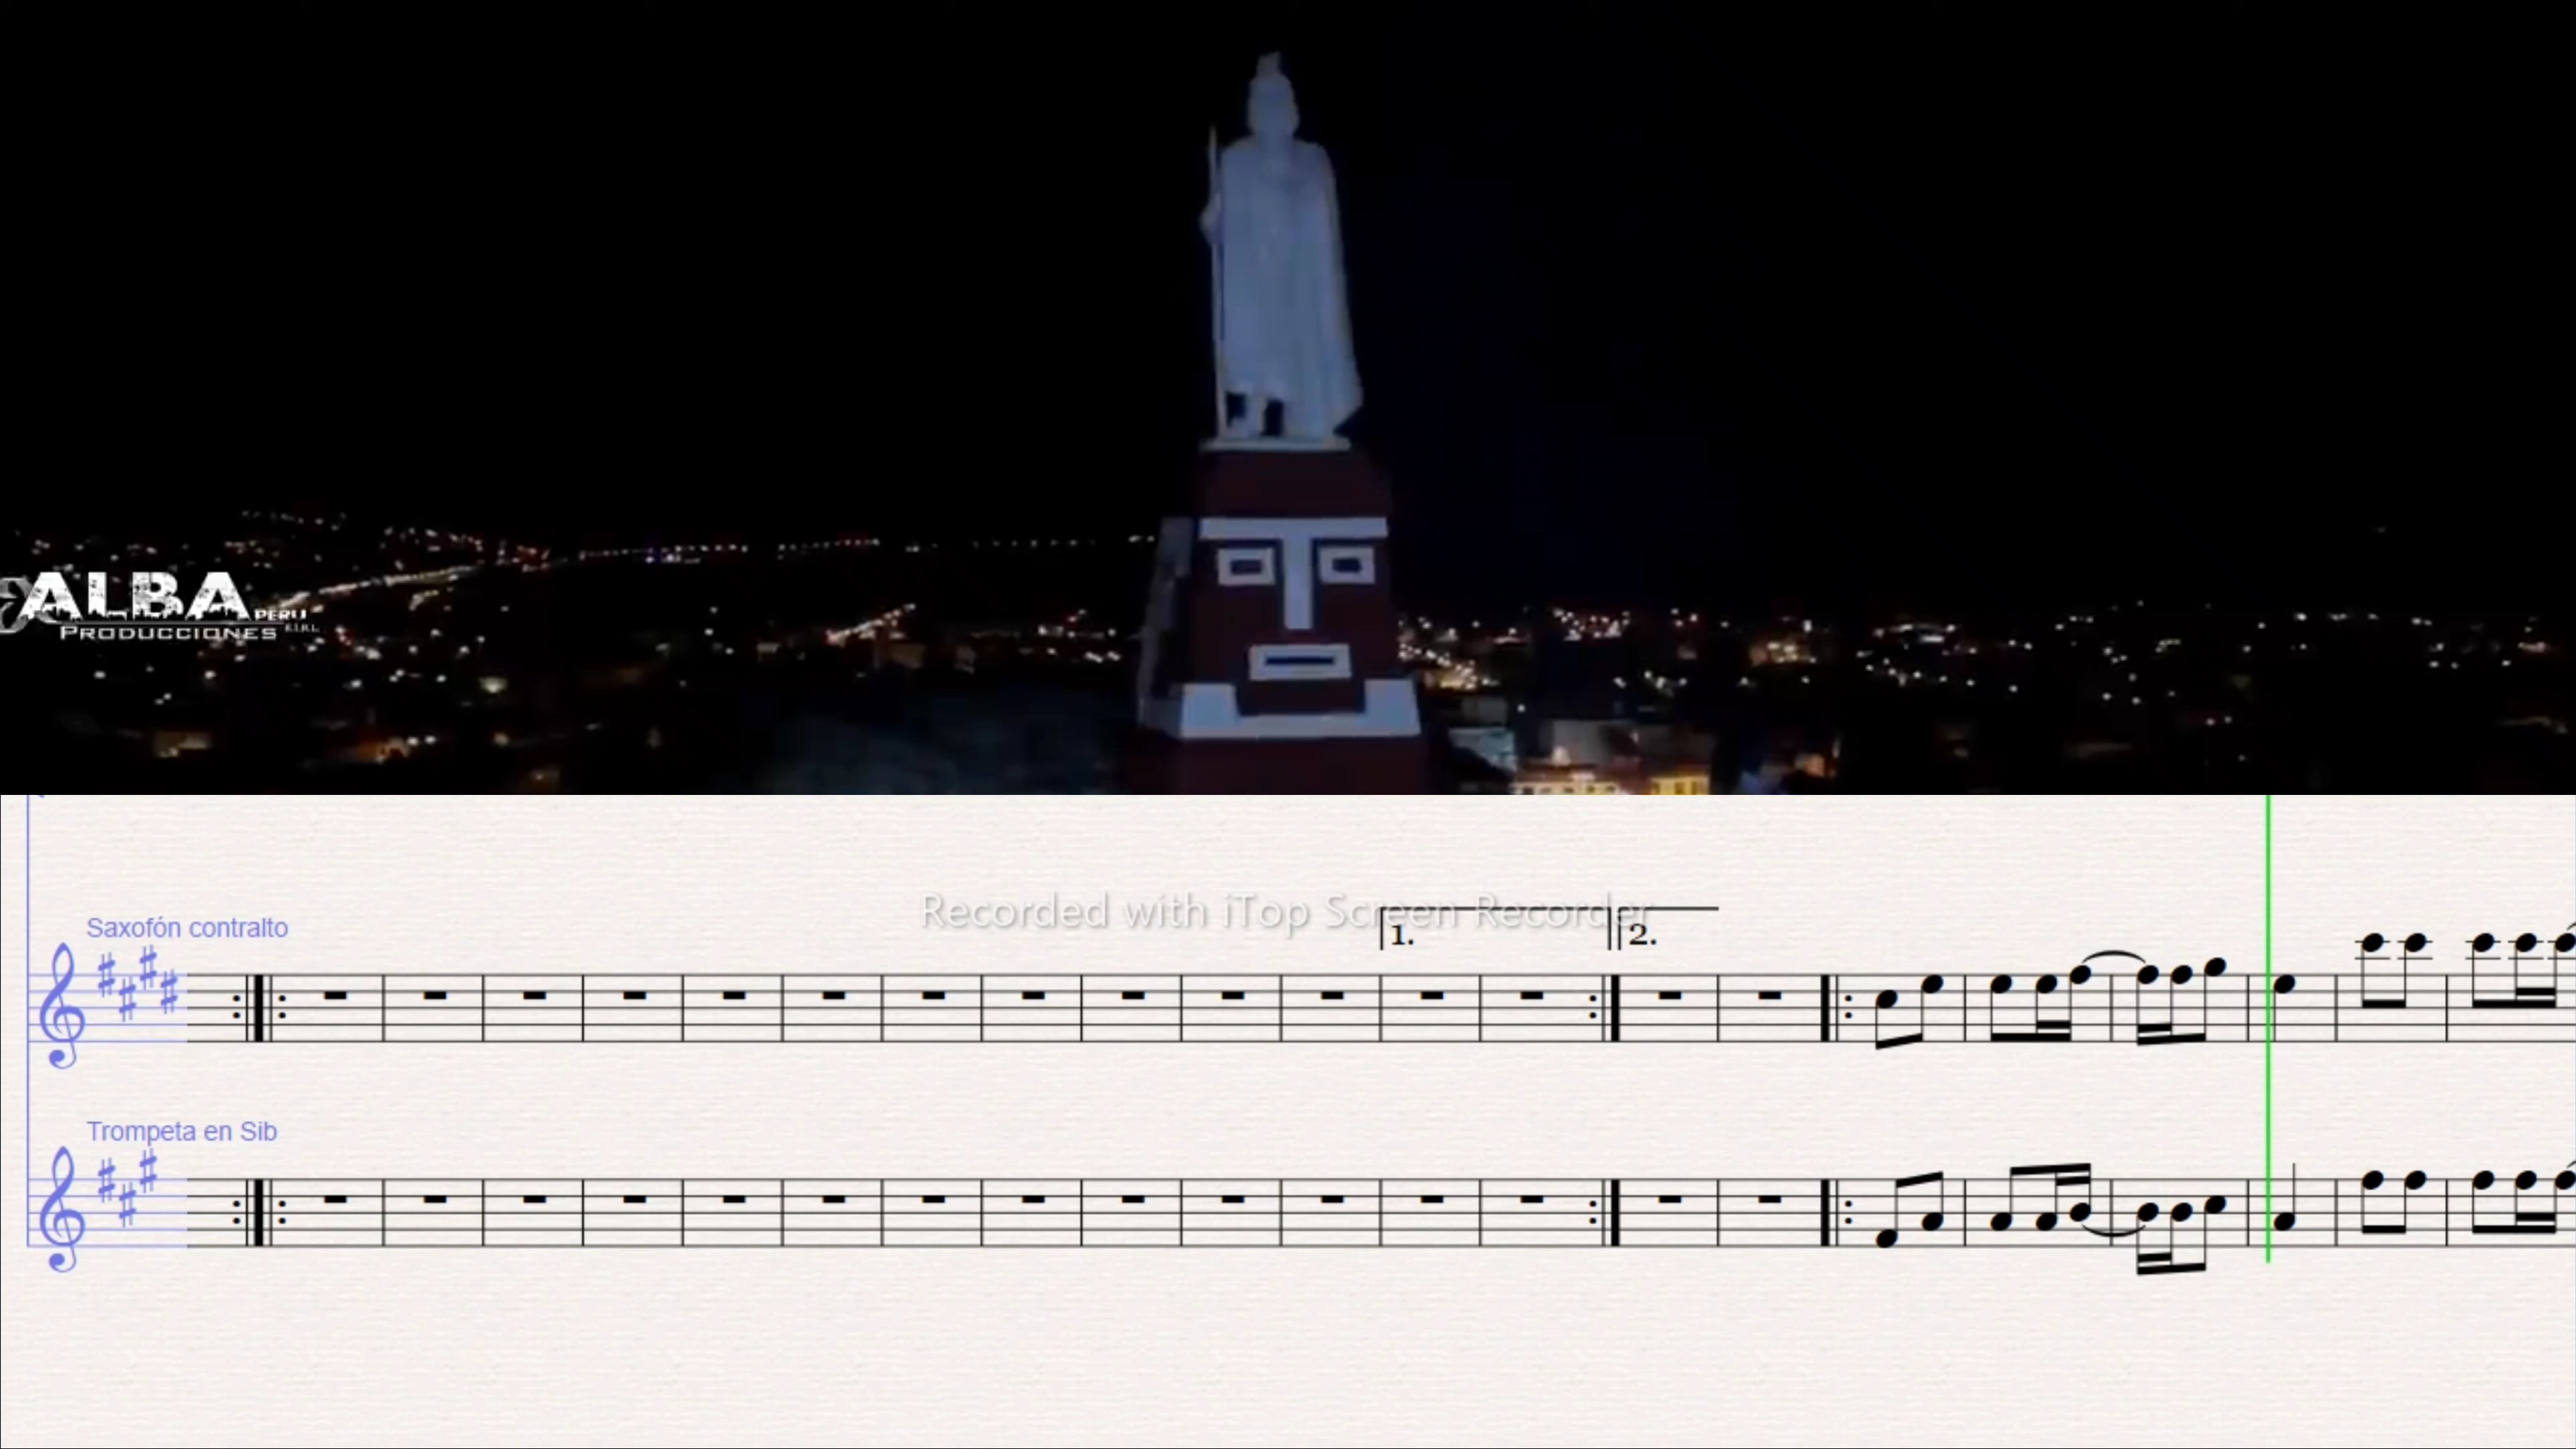 ALBA PERU
PRODUCCIONES E.I.R.L.
Recorded with iTop Screen Recorder
Saxofón contralto
1.
2.
Trompeta en Sib